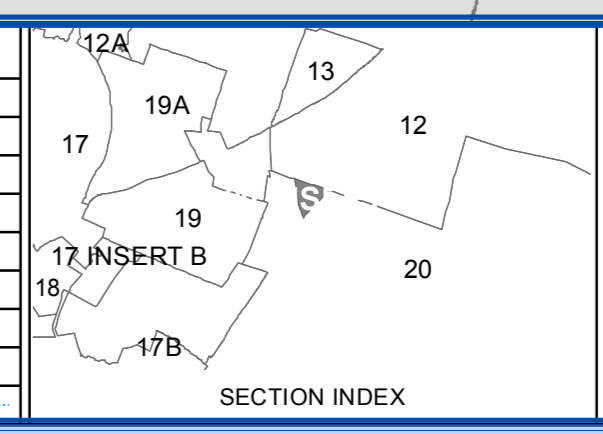 12A
13
19A
12
17
S
19
17 INSERT B
20
18
17B
SECTION INDEX